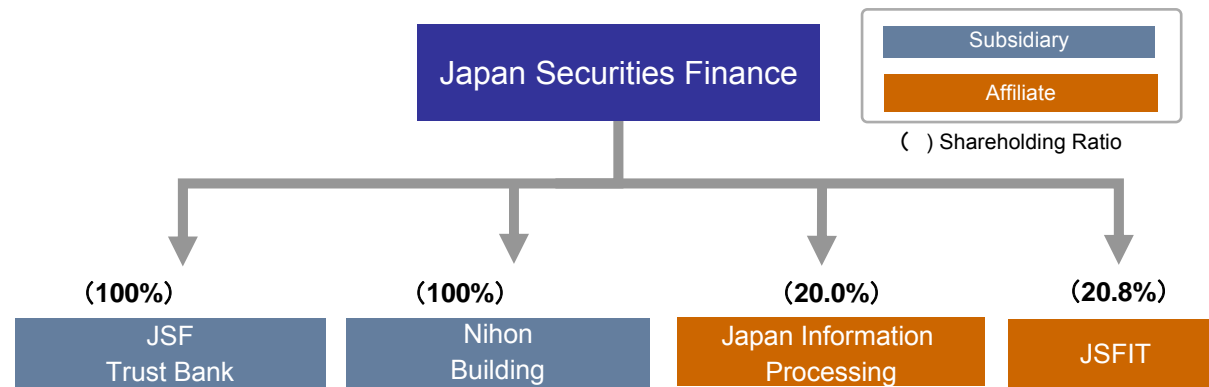 Japan Securities Finance
Subsidiary
Affiliate
(  ) Shareholding Ratio
(100%)
(100%)
(20.0%)
(20.8%)
JSF
Trust Bank
Nihon
Building
Japan Information
Processing
JSFIT